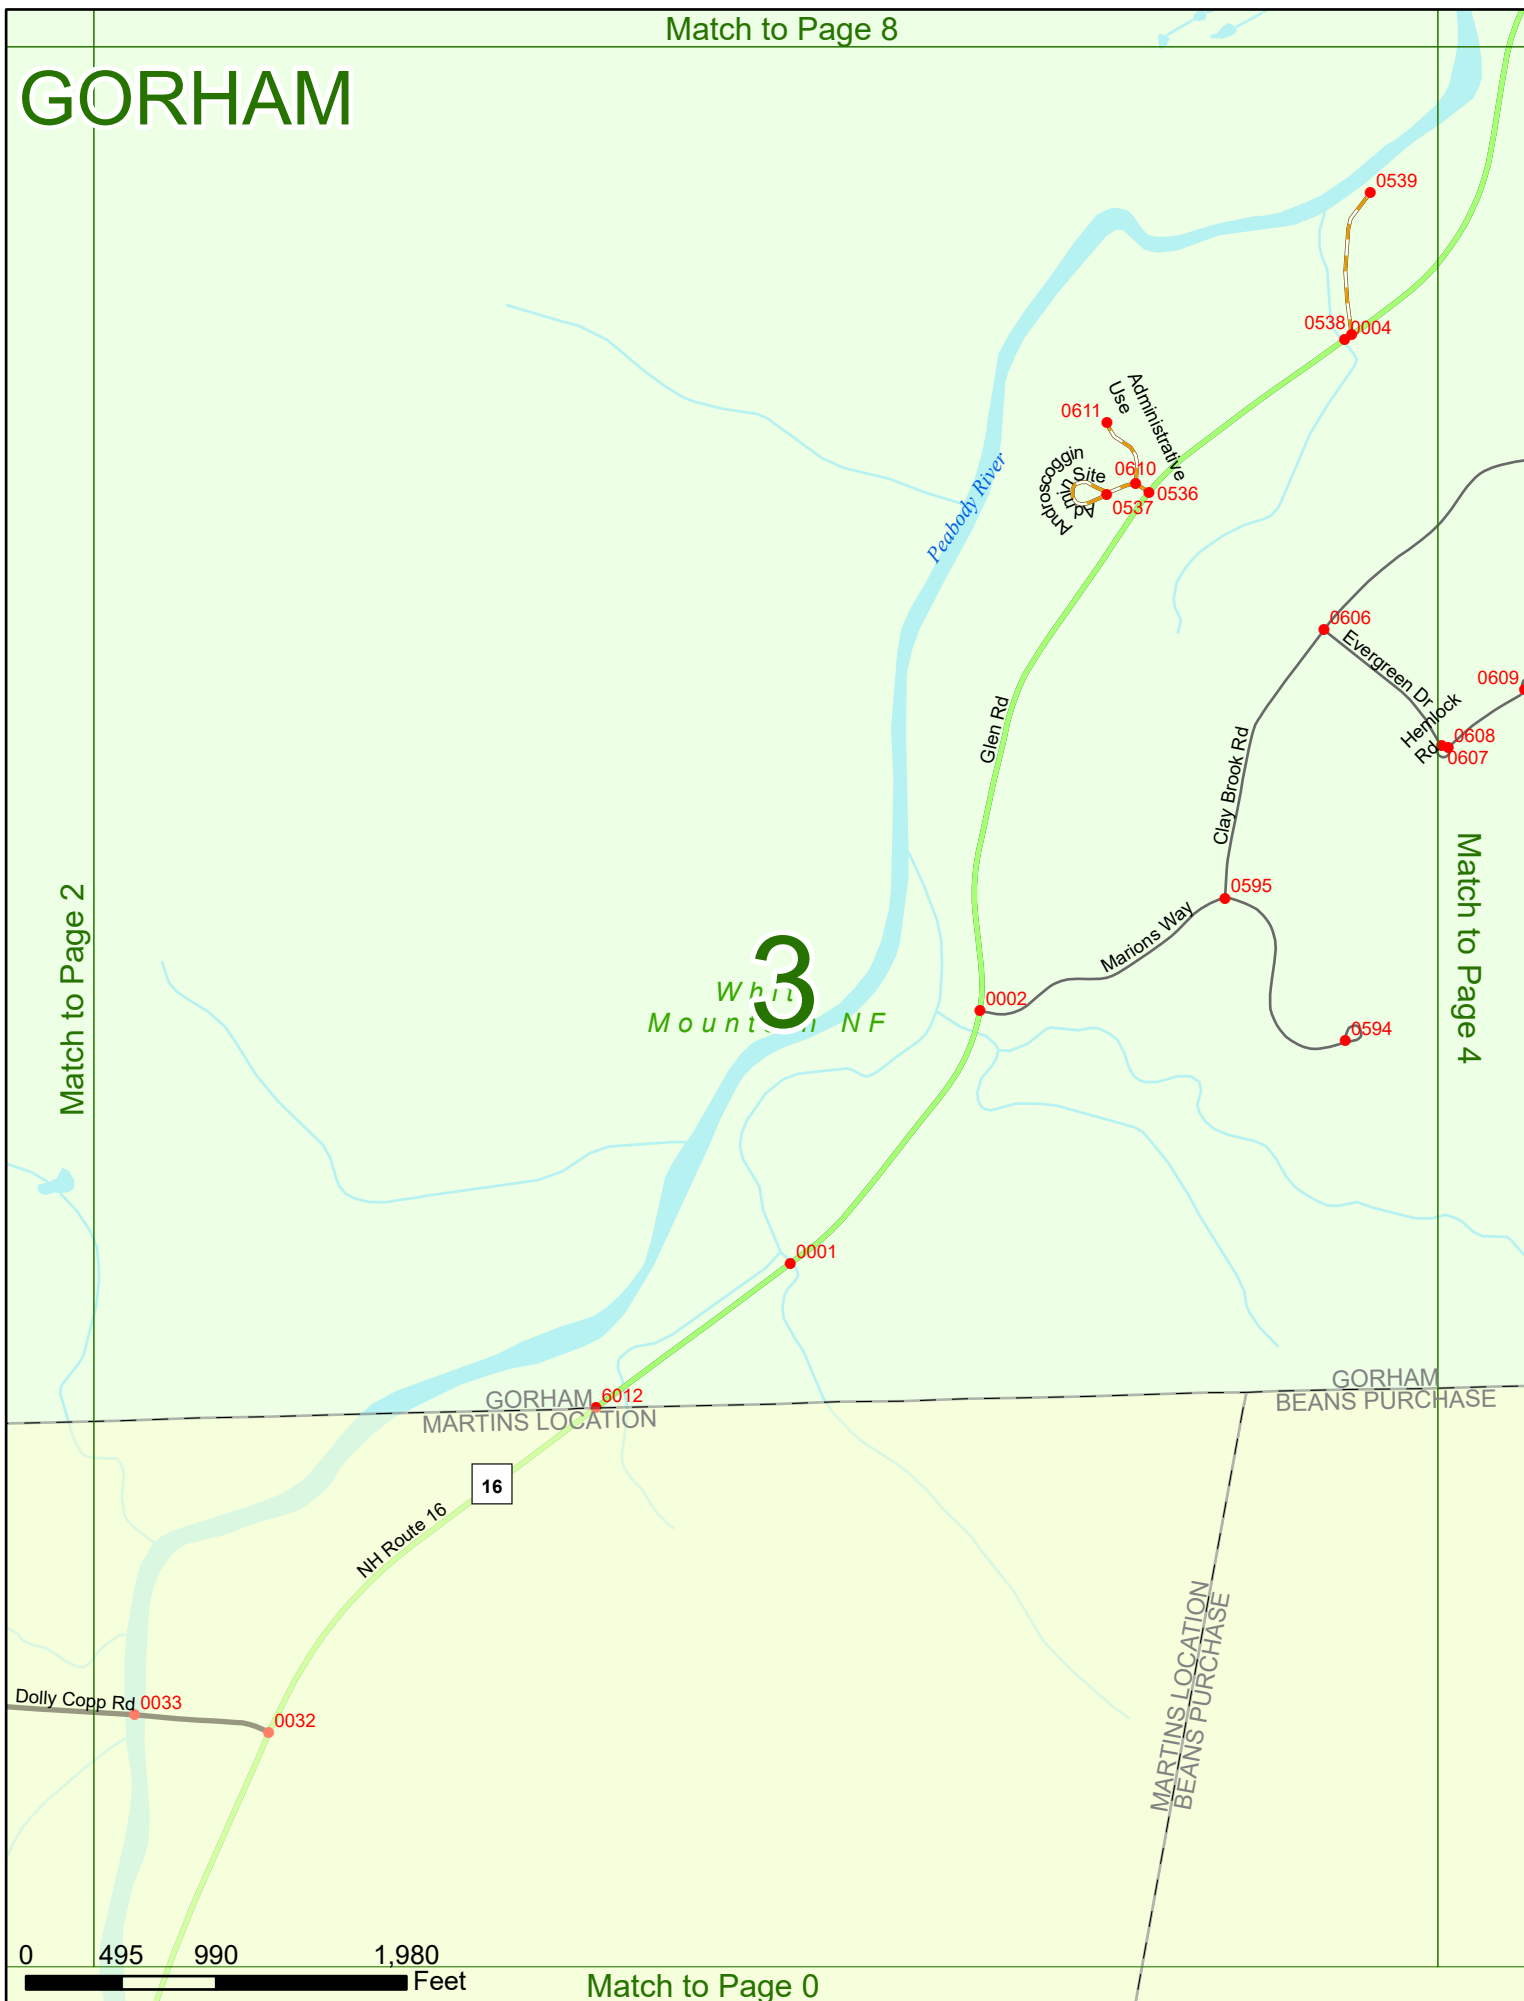 Match to Page 8
GORHAM
0539
0538
0004
Administrative
Use
0611
Androscoggin
Admin Site
0610
0536
0537
Peabody River
0606
Evergreen Dr
Hemlock
Rd
0609
0608
0607
Glen Rd
Clay Brook Rd
Match to Page 2
Match to Page 4
0595
Marions Way
3
Mount n NF
0002
0594
0001
6012
GORHAM
MARTINS LOCATION
GORHAM
BEANS PURCHASE
16
NH Route 16
MARTINS LOCATION
BEANS PURCHASE
Dolly Copp Rd
0033
0032
0 495 990 1,980
Feet
Match to Page 0